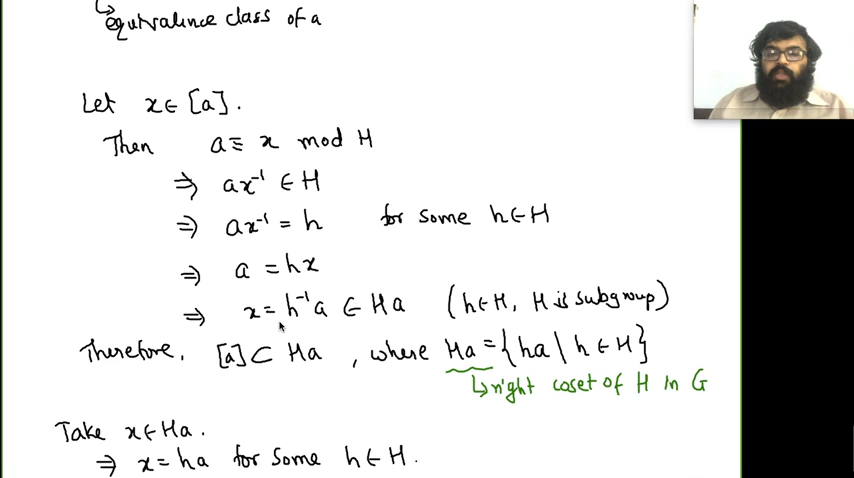 ↳ equivalence class of a
Let x ∈ [a].
Then a ≡ x mod H
⇒ ax⁻¹ ∈ H
⇒ ax⁻¹ = h for some h ∈ H
⇒ a = hx
⇒ x = h⁻¹a ∈ Ha (h ∈ H, H is subgroup)
Therefore, [a] ⊂ Ha , where Ha = {ha | h ∈ H}
↳ right coset of H in G
Take x ∈ Ha.
⇒ x = ha for some h ∈ H.